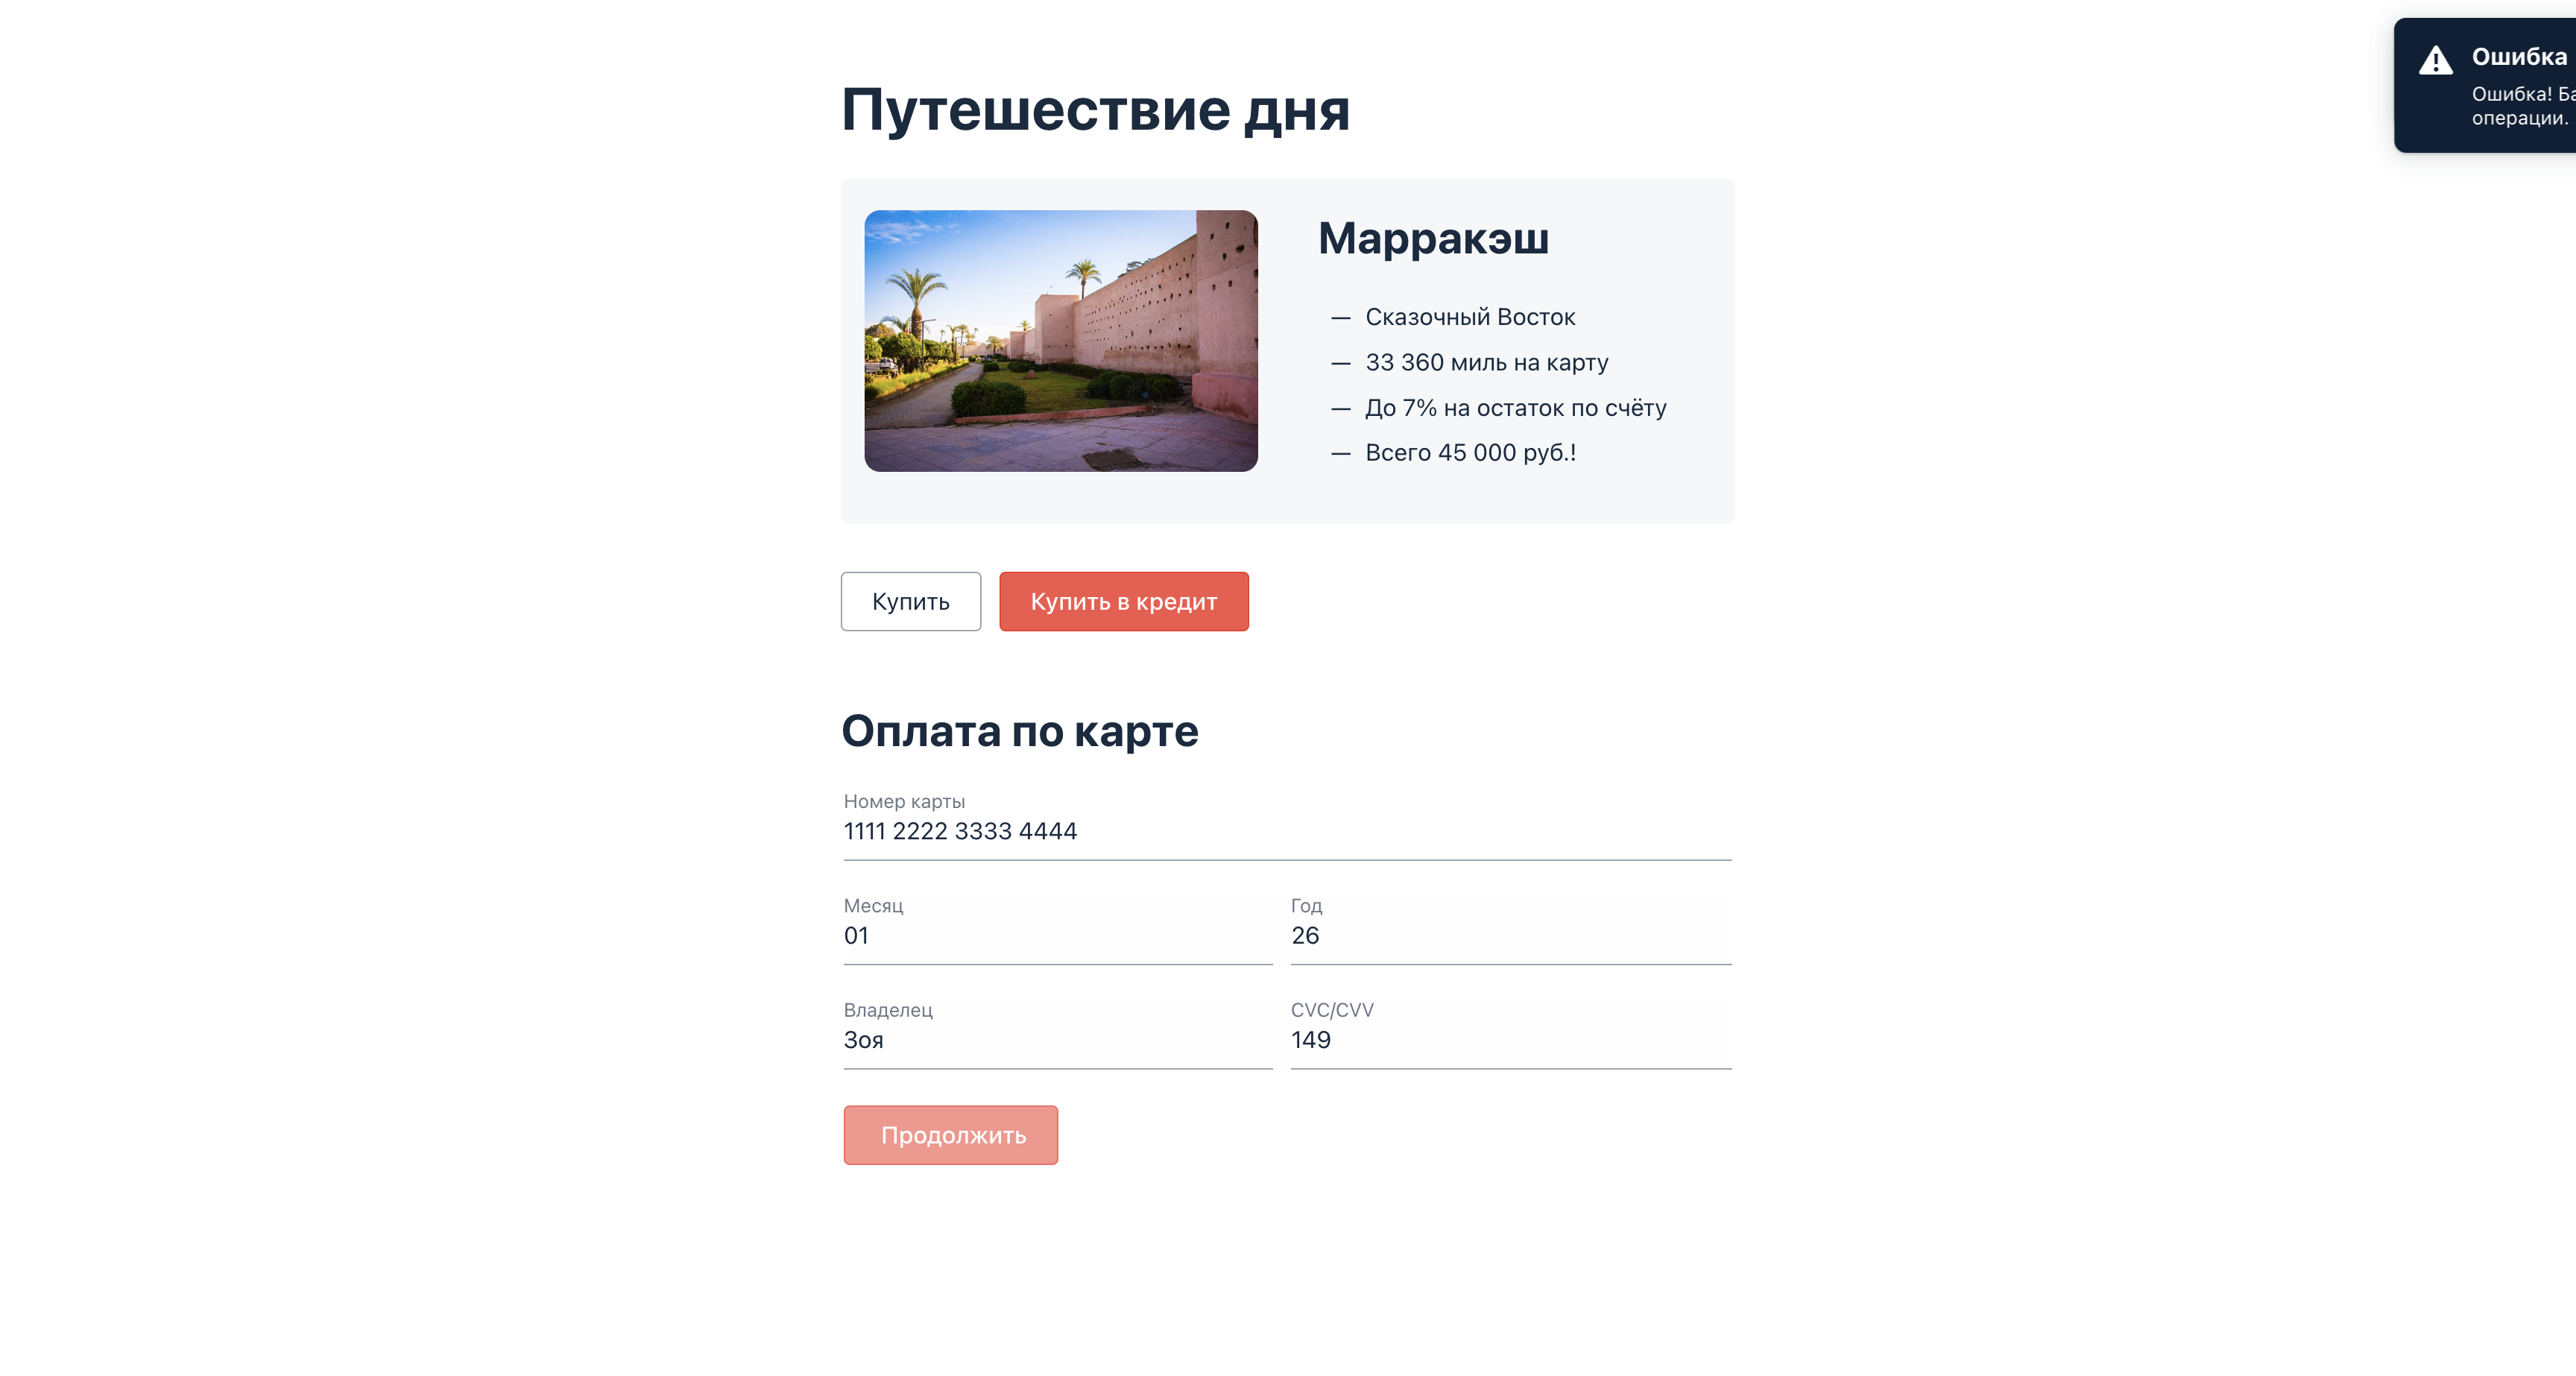 Путешествие дня
Ошибка
Ошибка!
операции.
Марракэш
— Сказочный Восток
— 33 360 миль на карту
— До 7% на остаток по счёту
— Всего 45 000 руб.!
Купить
Купить в кредит
Оплата по карте
Номер карты
1111 2222 3333 4444
Месяц
Год
01
26
Владелец
CVC/CVV
Зоя
149
Продолжить